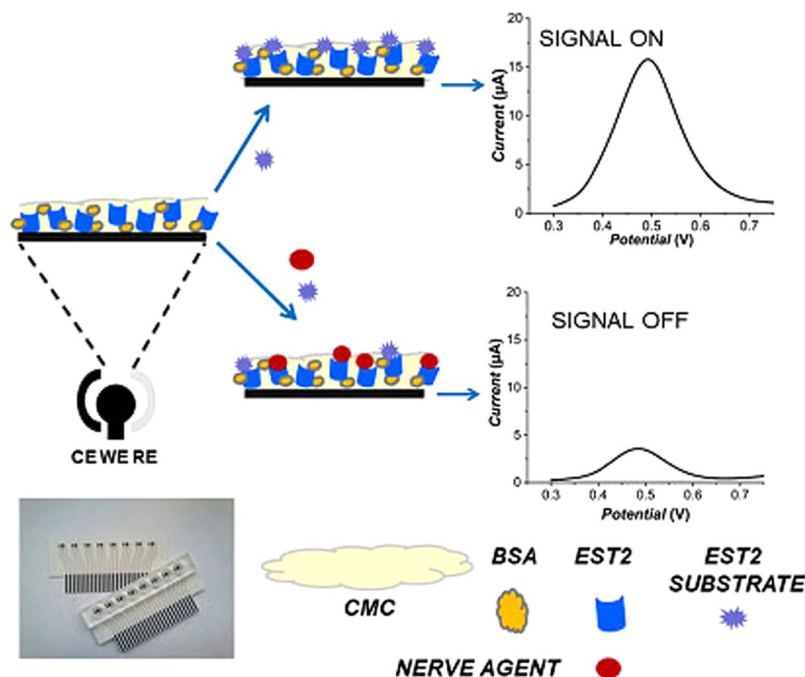 SIGNAL ON
20
15
10
5
0
Current (µA)
0.3 0.4 0.5 0.6 0.7
Potential (V)
SIGNAL OFF
20
15
10
5
0
Current (µA)
0.3 0.4 0.5 0.6 0.7
Potential (V)
CE WE RE
CMC
BSA
EST2
EST2
SUBSTRATE
NERVE AGENT